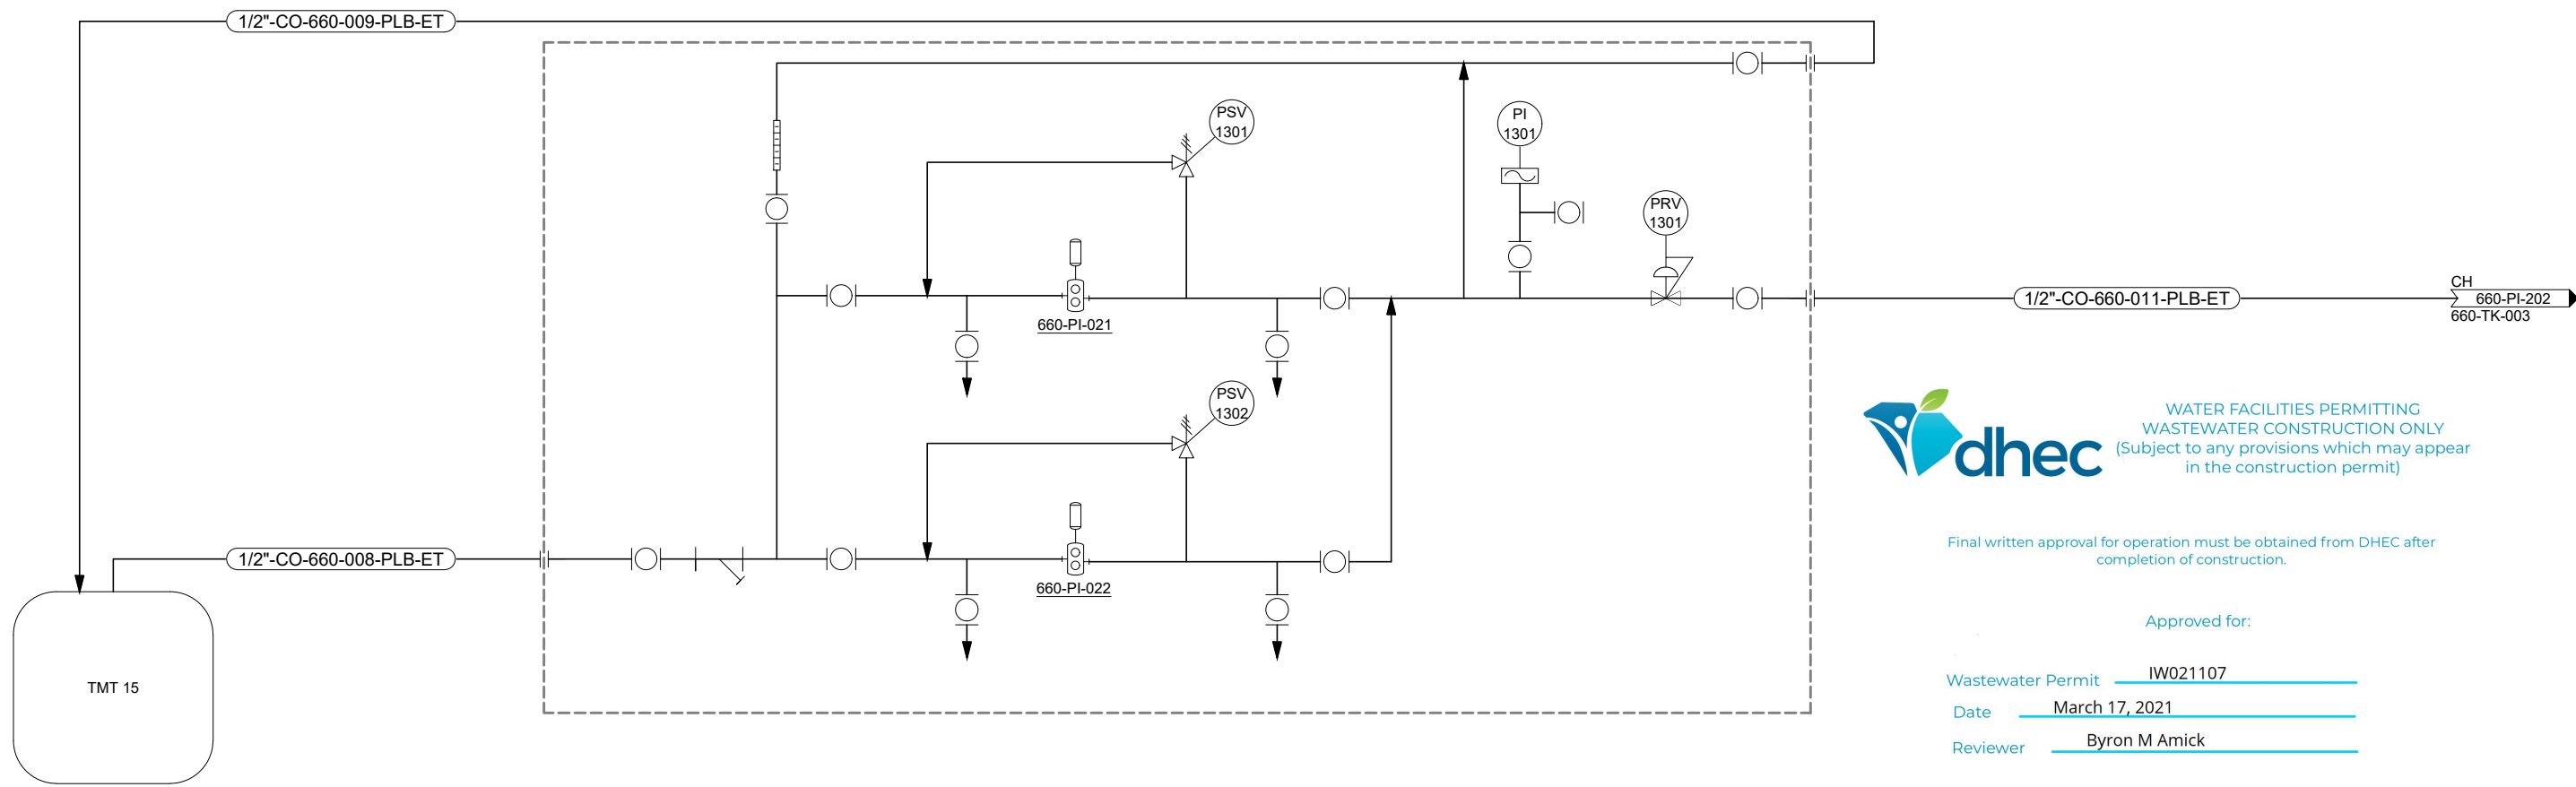 1/2"-CO-660-009-PLB-ET
PSV
1301
PI
1301
PRV
1301
660-PI-021
1/2"-CO-660-011-PLB-ET
CH
660-PI-202
660-TK-003
PSV
1302
1/2"-CO-660-008-PLB-ET
660-PI-022
TMT 15
dhec
WATER FACILITIES PERMITTING
WASTEWATER CONSTRUCTION ONLY
(Subject to any provisions which may appear
in the construction permit)
Final written approval for operation must be obtained from DHEC after
completion of construction.
Approved for:
Wastewater Permit IW021107
Date March 17, 2021
Reviewer Byron M Amick